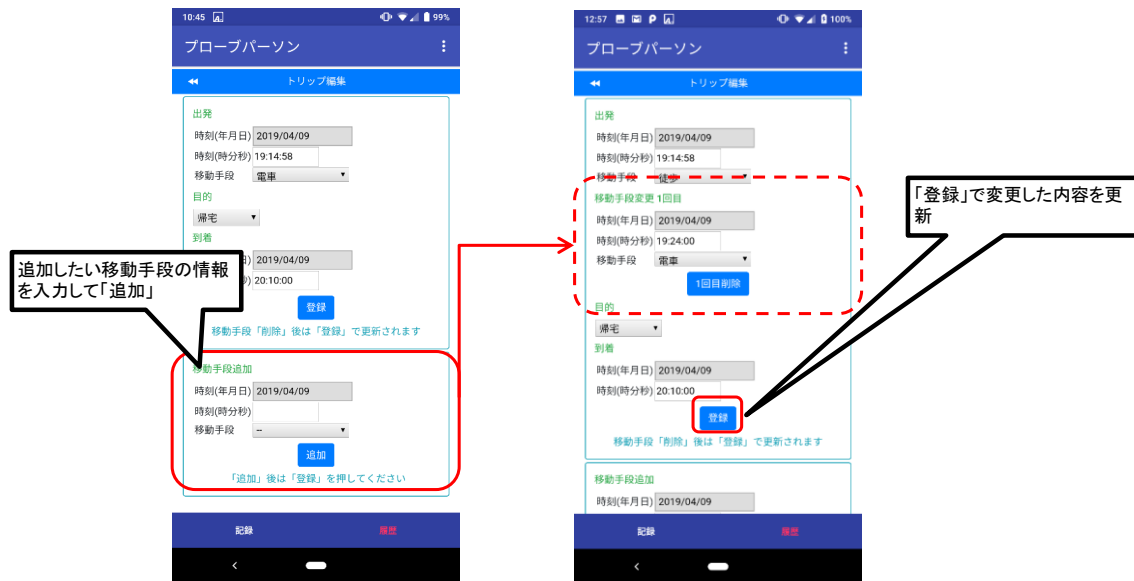 10:45
99%
プローブパーソン
トリップ編集
出発
時刻(年月日) 2019/04/09
時刻(時分秒) 19:14:58
移動手段 電車
目的
帰宅
到着
2019/04/09
20:10:00
登録
移動手段「削除」後は「登録」で更新されます
移動手段追加
時刻(年月日) 2019/04/09
時刻(時分秒)
移動手段 --
追加
「追加」後は「登録」を押してください
記録 履歴
追加したい移動手段の情報
を入力して「追加」
12:57
100%
プローブパーソン
トリップ編集
出発
時刻(年月日) 2019/04/09
時刻(時分秒) 19:14:58
移動手段 徒歩
移動手段変更 1回目
時刻(年月日) 2019/04/09
時刻(時分秒) 19:24:00
移動手段 電車
1回目削除
目的
帰宅
到着
時刻(年月日) 2019/04/09
時刻(時分秒) 20:10:00
登録
移動手段「削除」後は「登録」で更新されます
移動手段追加
時刻(年月日) 2019/04/09
記録 履歴
「登録」で変更した内容を更
新